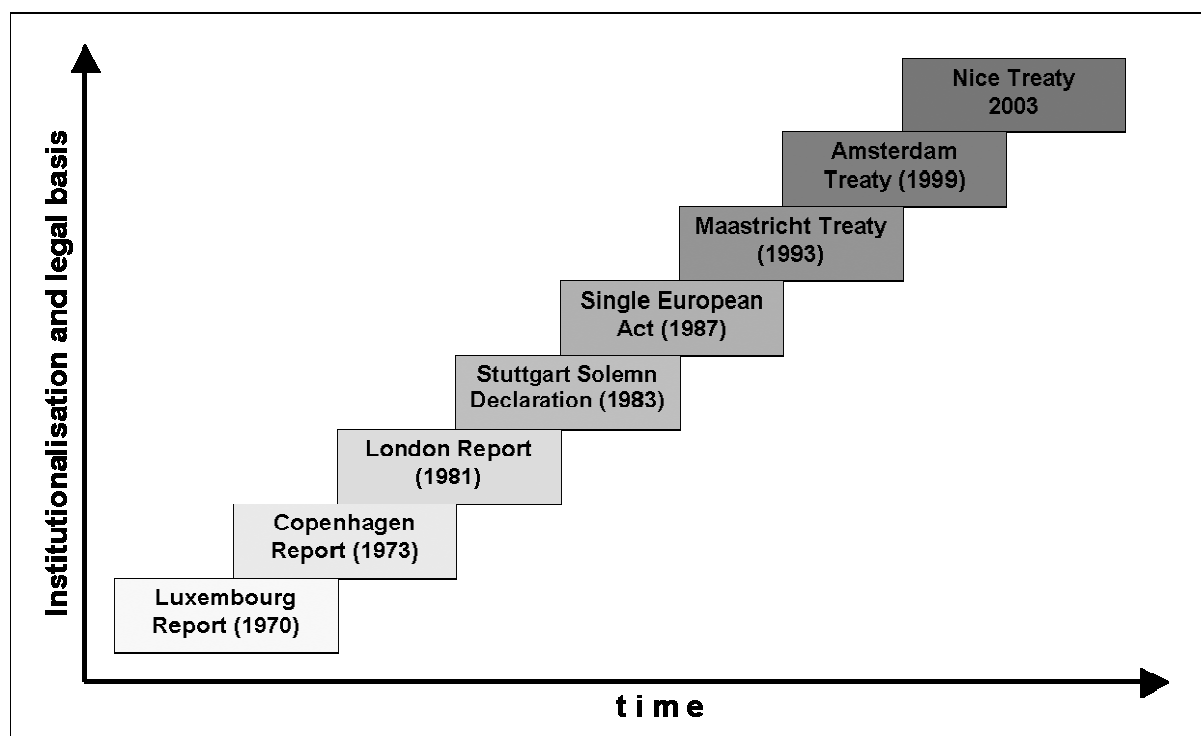 Institutionalisation and legal basis
Nice Treaty
2003
Amsterdam
Treaty (1999)
Maastricht Treaty
(1993)
Single European
Act (1987)
Stuttgart Solemn
Declaration (1983)
London Report
(1981)
Copenhagen
Report (1973)
Luxembourg
Report (1970)
time